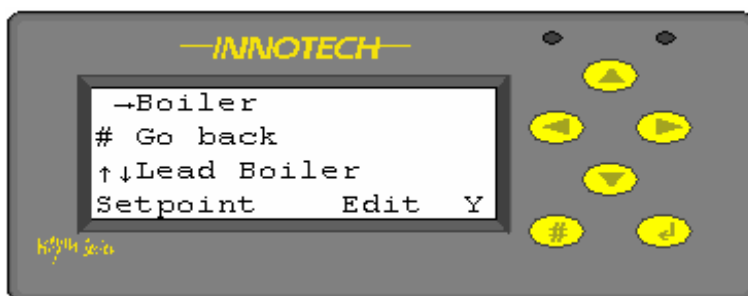 INNOTECH
→Boiler
# Go back
↑↓Lead Boiler
Setpoint Edit Y
#